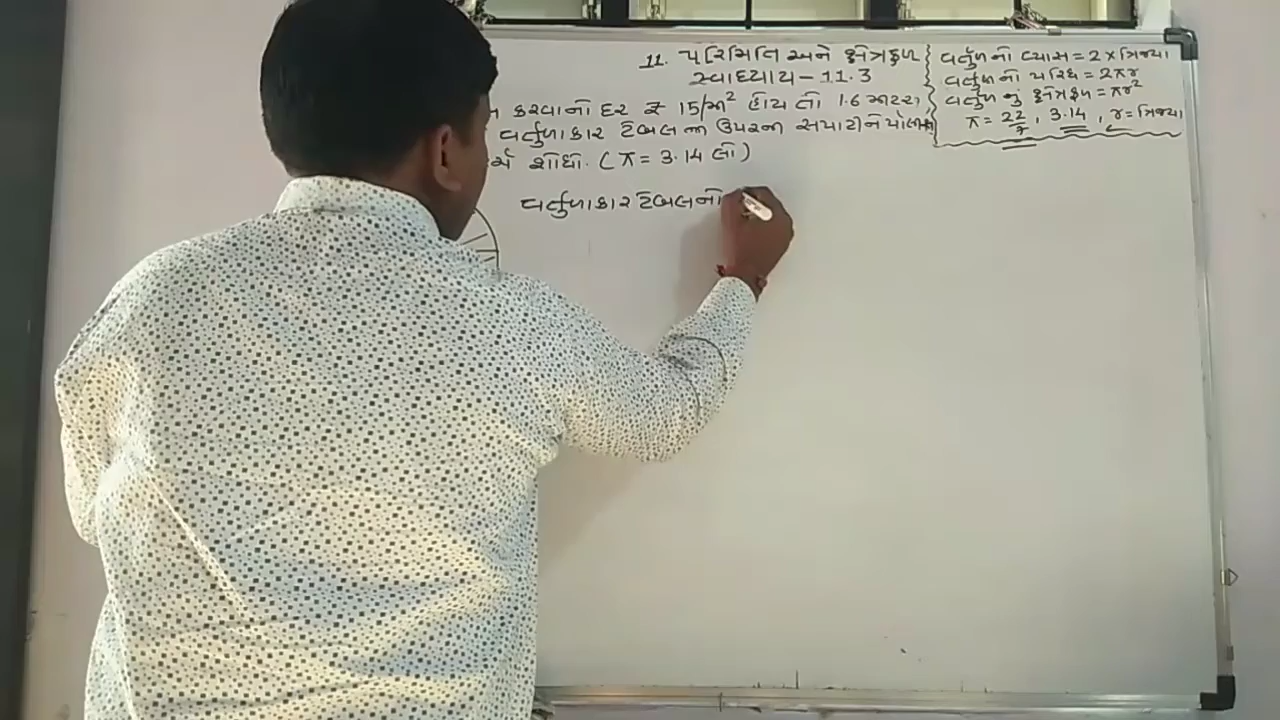 11. પરિમિતિ અને ક્ષેત્રફળ
સ્વાધ્યાય - 11.3
કરવાનો દર ₹ 15/મી² હોય તો 1.6 મીટર
વર્તુળાકાર ટેબલના ઉપરની સપાટીને
શોધો. ( π = 3.14 લો )
વર્તુળાકાર ટેબલનો
વર્તુળનો વ્યાસ = 2 × ત્રિજ્યા
વર્તુળનો પરિઘ = 2πr
વર્તુળનું ક્ષેત્રફળ = πr²
π = 22/7 , 3.14 , r = ત્રિજ્યા